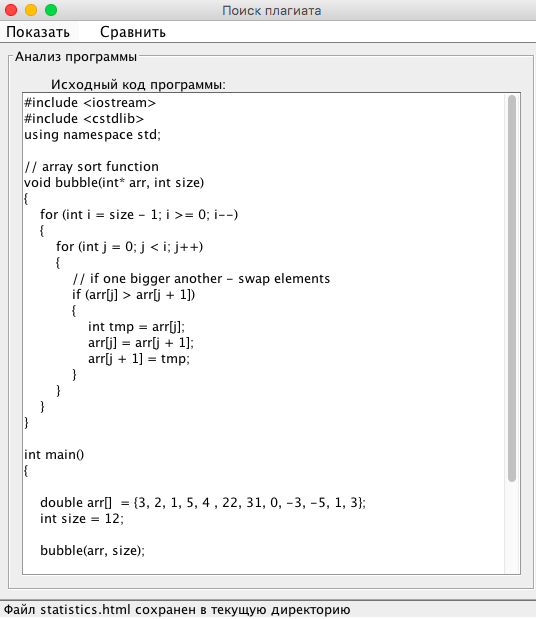 Поиск плагиата
Показать Сравнить
Анализ программы
Исходный код программы:
#include <iostream>
#include <cstdlib>
using namespace std;

// array sort function
void bubble(int* arr, int size)
{
    for (int i = size - 1; i >= 0; i--)
    {
        for (int j = 0; j < i; j++)
        {
            // if one bigger another - swap elements
            if (arr[j] > arr[j + 1])
            {
                int tmp = arr[j];
                arr[j] = arr[j + 1];
                arr[j + 1] = tmp;
            }
        }
    }
}

int main()
{

    double arr[]  = {3, 2, 1, 5, 4 , 22, 31, 0, -3, -5, 1, 3};
    int size = 12;

    bubble(arr, size);
Файл statistics.html сохранен в текущую директорию